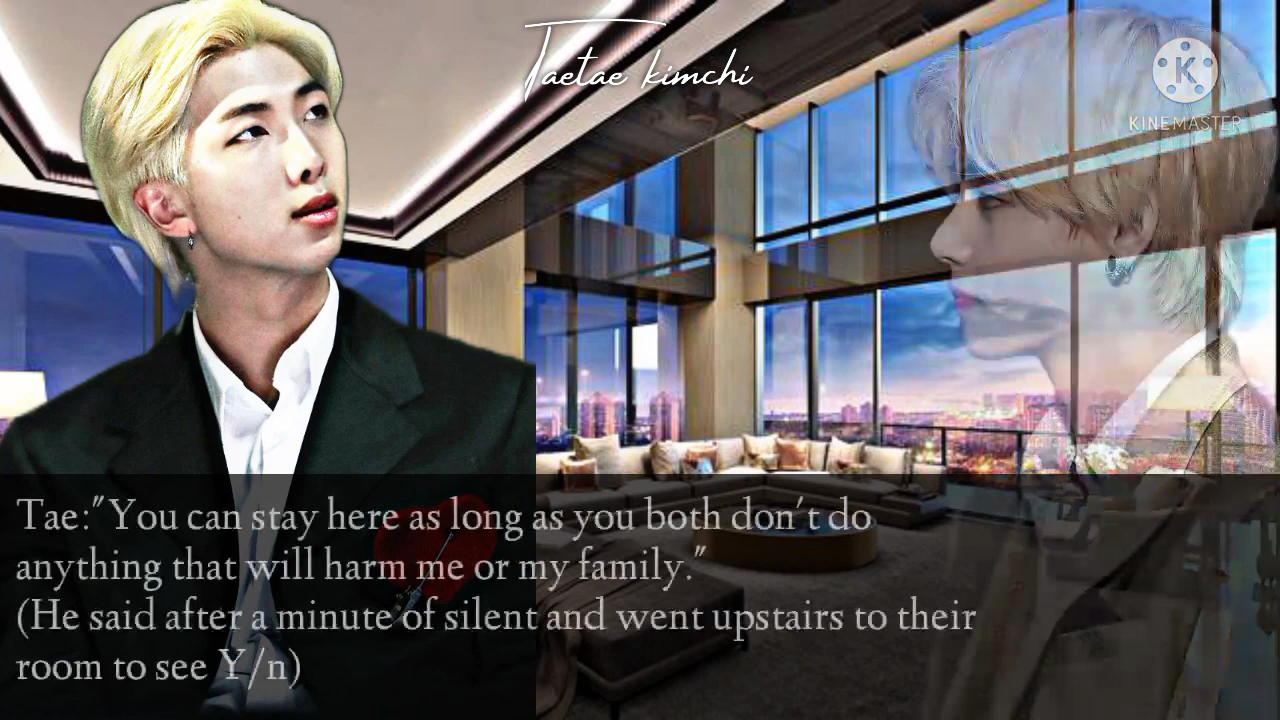 Taetae kimchi
KINEMASTER
Tae:"You can stay here as long as you both don't do
anything that will harm me or my family."
(He said after a minute of silent and went upstairs to their
room to see Y/n)